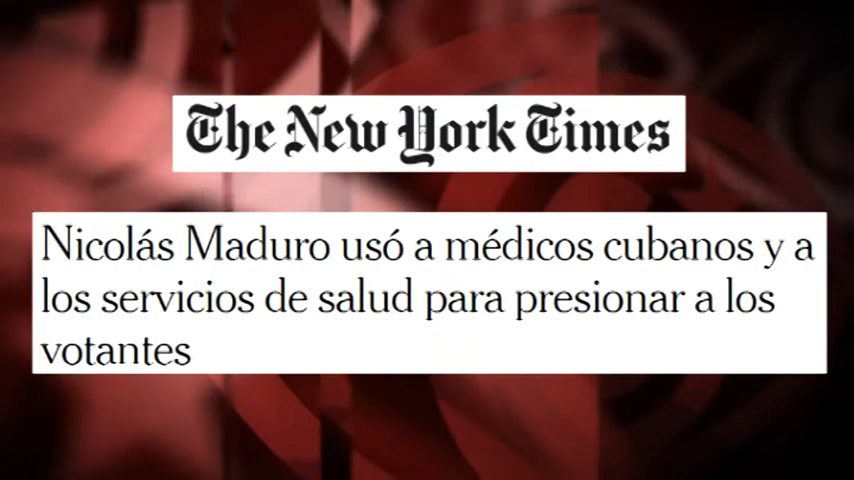 The New York Times
Nicolás Maduro usó a médicos cubanos y a
los servicios de salud para presionar a los
votantes